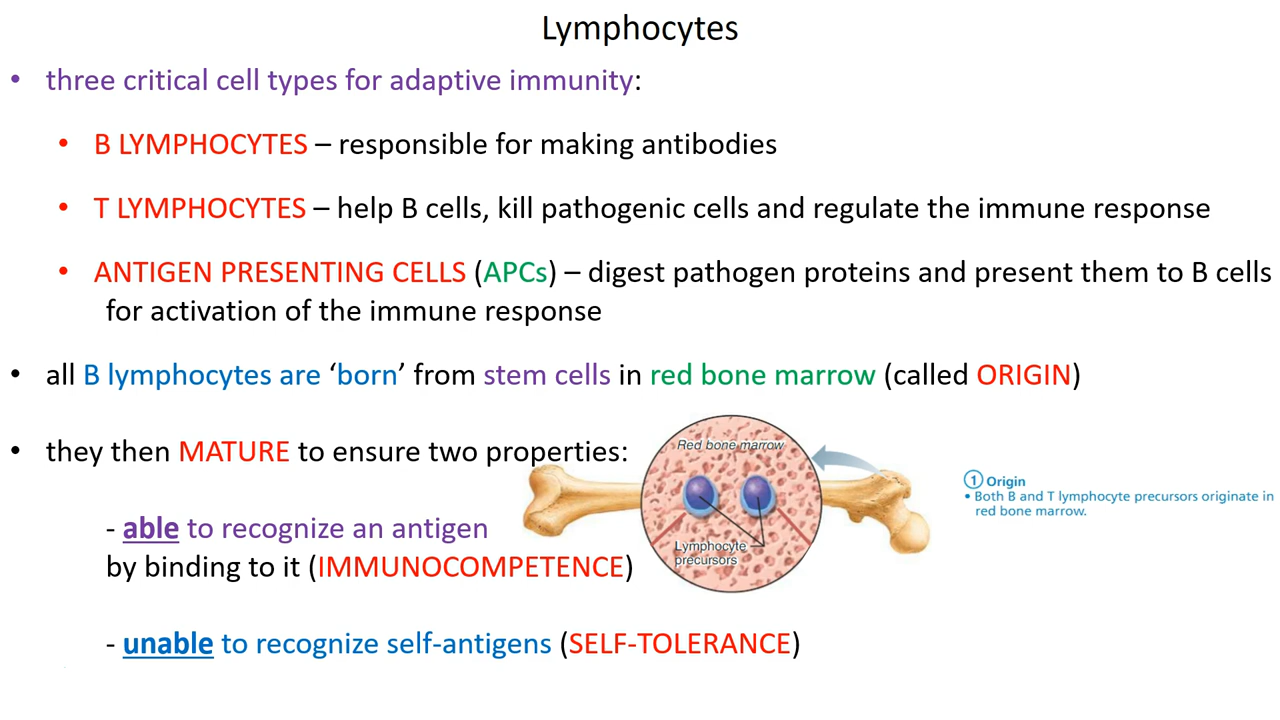 Lymphocytes
• three critical cell types for adaptive immunity:
• B LYMPHOCYTES – responsible for making antibodies
• T LYMPHOCYTES – help B cells, kill pathogenic cells and regulate the immune response
• ANTIGEN PRESENTING CELLS (APCs) – digest pathogen proteins and present them to B cells
for activation of the immune response
• all B lymphocytes are ‘born’ from stem cells in red bone marrow (called ORIGIN)
• they then MATURE to ensure two properties:
- able to recognize an antigen
by binding to it (IMMUNOCOMPETENCE)
- unable to recognize self-antigens (SELF-TOLERANCE)
Red bone marrow
Lymphocyte
precursors
1 Origin
• Both B and T lymphocyte precursors originate in
red bone marrow.